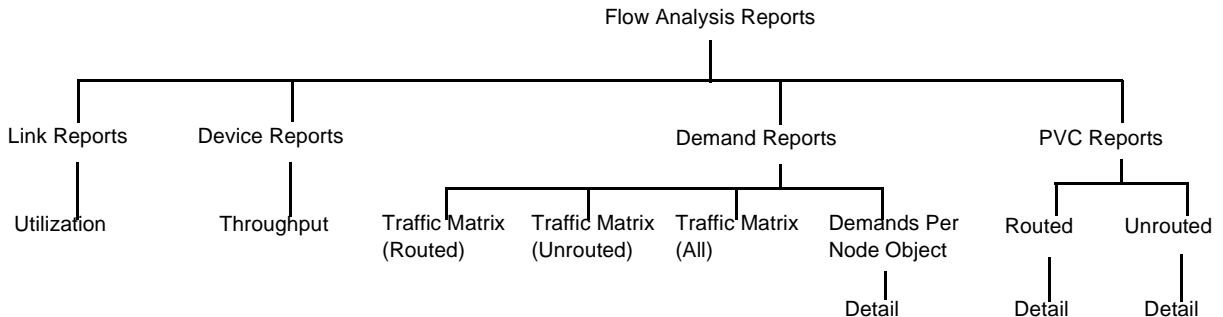 Flow Analysis Reports
Link Reports
Device Reports
Demand Reports
PVC Reports
Utilization
Throughput
Traffic Matrix
(Routed)
Traffic Matrix
(Unrouted)
Traffic Matrix
(All)
Demands Per
Node Object
Routed
Unrouted
Detail
Detail
Detail